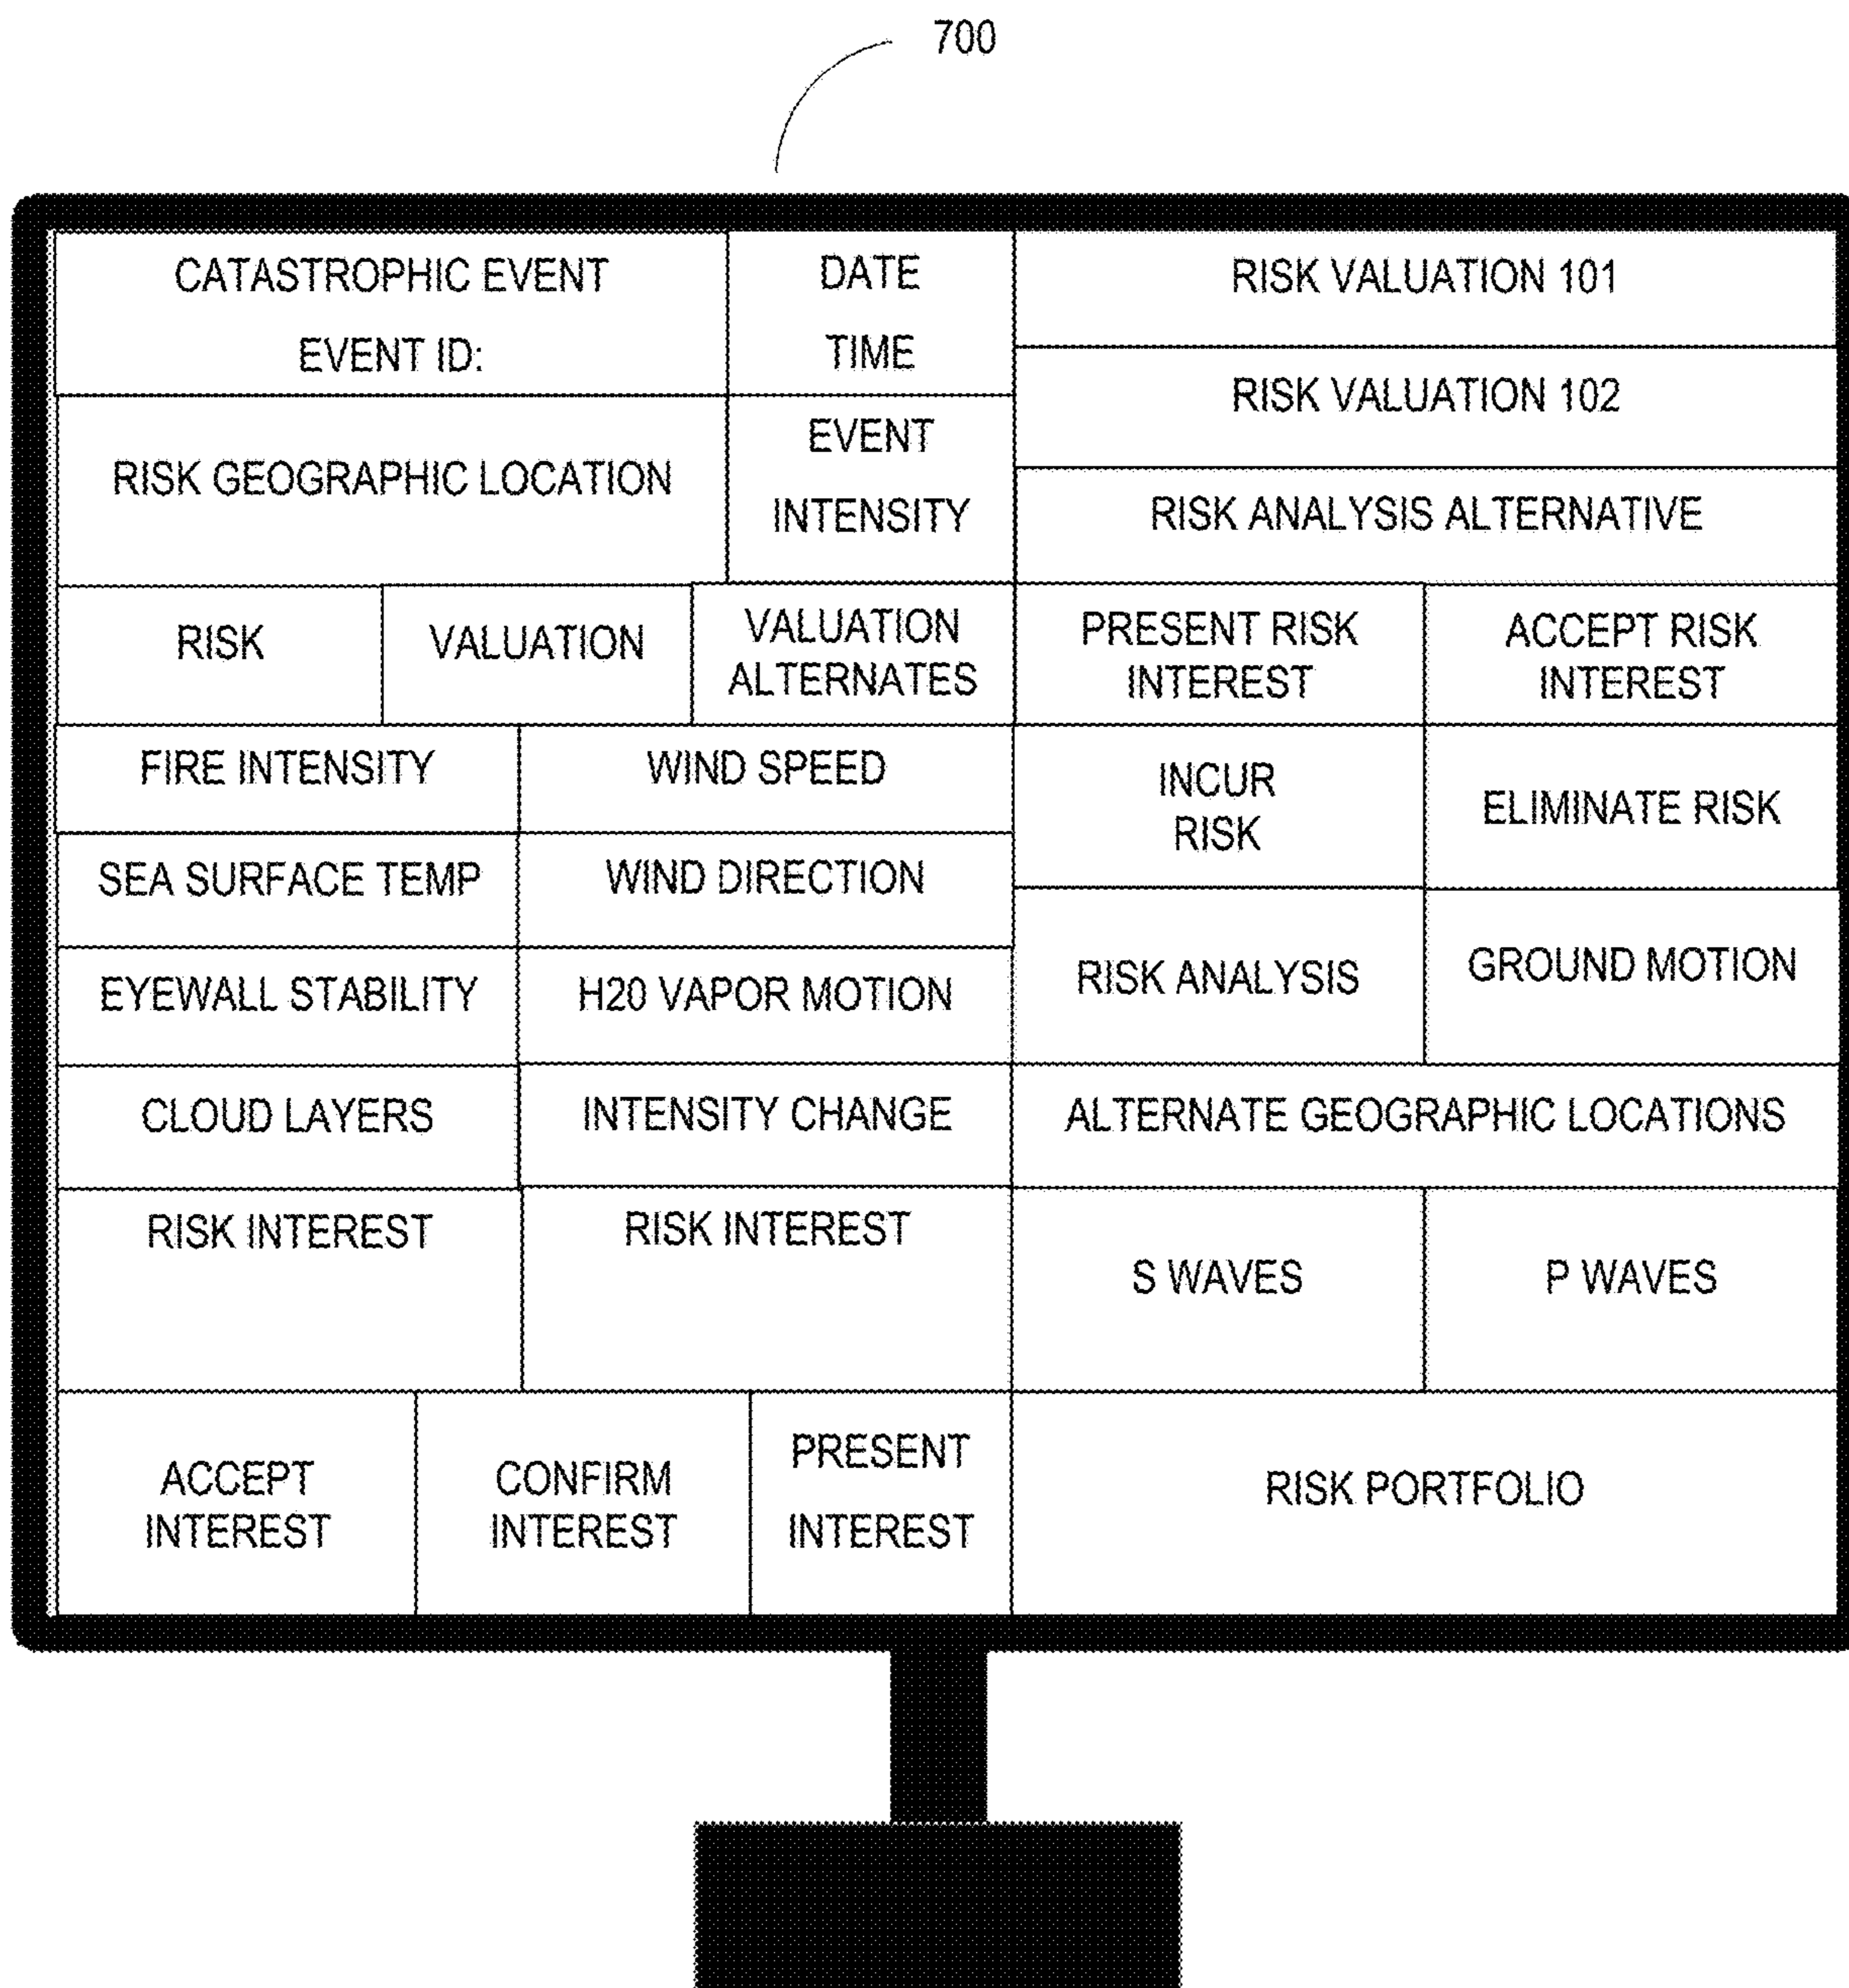 700
CATASTROPHIC EVENT
EVENT ID:
DATE
TIME
RISK VALUATION 101
RISK VALUATION 102
RISK GEOGRAPHIC LOCATION
EVENT
INTENSITY
RISK ANALYSIS ALTERNATIVE
RISK
VALUATION
VALUATION
ALTERNATES
PRESENT RISK
INTEREST
ACCEPT RISK
INTEREST
FIRE INTENSITY
WIND SPEED
INCUR
RISK
ELIMINATE RISK
SEA SURFACE TEMP
WIND DIRECTION
EYEWALL STABILITY
H20 VAPOR MOTION
RISK ANALYSIS
GROUND MOTION
CLOUD LAYERS
INTENSITY CHANGE
ALTERNATE GEOGRAPHIC LOCATIONS
RISK INTEREST
RISK INTEREST
S WAVES
P WAVES
ACCEPT
INTEREST
CONFIRM
INTEREST
PRESENT
INTEREST
RISK PORTFOLIO